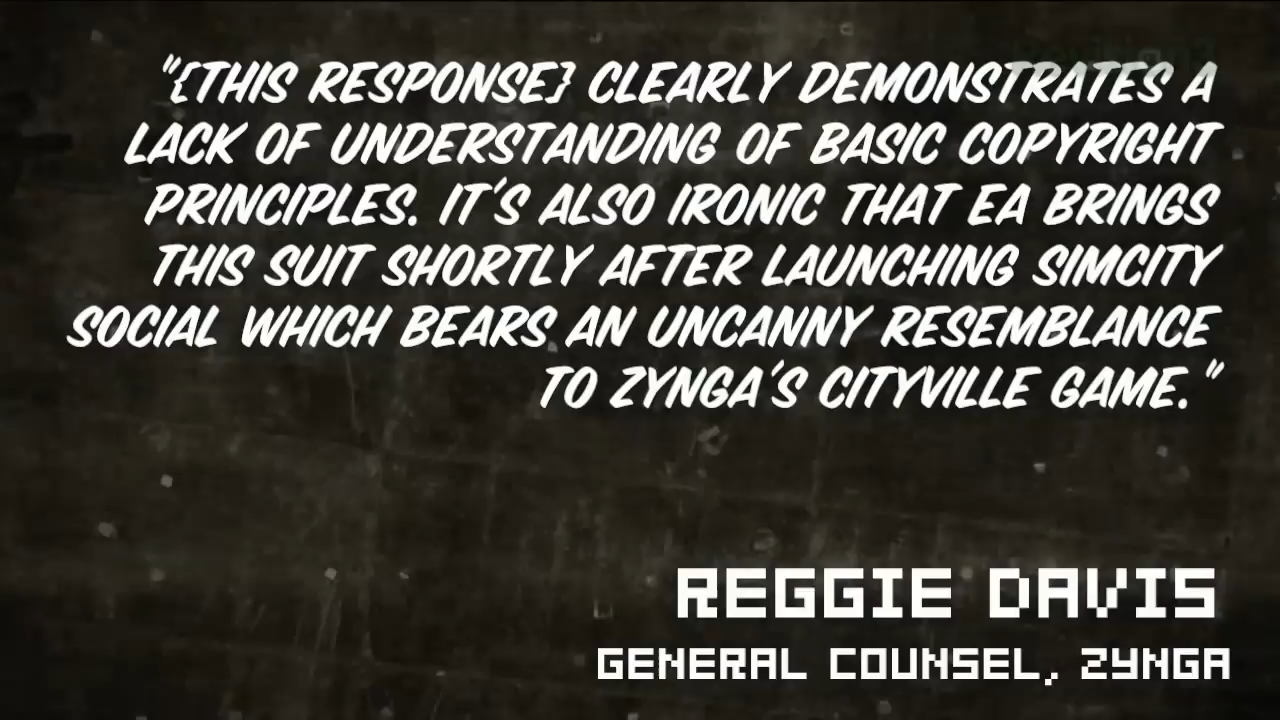 "{THIS RESPONSE} CLEARLY DEMONSTRATES A
LACK OF UNDERSTANDING OF BASIC COPYRIGHT
PRINCIPLES. IT'S ALSO IRONIC THAT EA BRINGS
THIS SUIT SHORTLY AFTER LAUNCHING SIMCITY
SOCIAL WHICH BEARS AN UNCANNY RESEMBLANCE
TO ZYNGA'S CITYVILLE GAME."
REGGIE DAVIS
GENERAL COUNSEL, ZYNGA